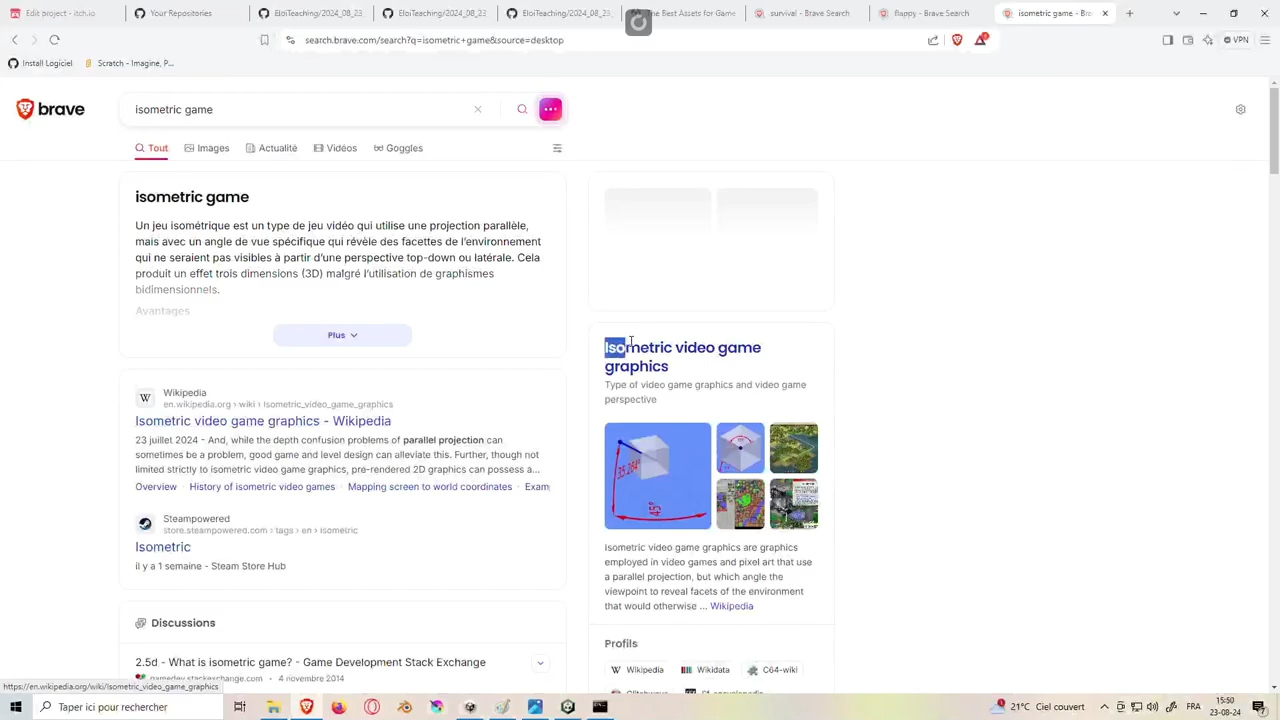 Edit project - itch.io
Your Repositories
EloiTeaching/2024_08_23
EloiTeaching/2024_08_23
EloiTeaching/2024_08_23
The Best Assets for Game
survival - Brave Search
flappy - Brave Search
isometric game - Bra
search.brave.com/search?q=isometric+game&source=desktop
VPN
Install Logiciel
Scratch - Imagine, P...
brave
isometric game
Tout
Images
Actualité
Vidéos
Goggles
isometric game
Un jeu isométrique est un type de jeu vidéo qui utilise une projection parallèle,
mais avec un angle de vue spécifique qui révèle des facettes de l'environnement
qui ne seraient pas visibles à partir d'une perspective top-down ou latérale. Cela
produit un effet trois dimensions (3D) malgré l'utilisation de graphismes
bidimensionnels.
Avantages
Plus
Wikipedia
en.wikipedia.org › wiki › Isometric_video_game_graphics
Isometric video game graphics - Wikipedia
23 juillet 2024 - And, while the depth confusion problems of parallel projection can
sometimes be a problem, good game and level design can alleviate this. Further, though not
limited strictly to isometric video game graphics, pre-rendered 2D graphics can possess a...
Overview · History of isometric video games · Mapping screen to world coordinates · Exam
Steampowered
store.steampowered.com › tags › en › Isometric
Isometric
il y a 1 semaine - Steam Store Hub
Discussions
2.5d - What is isometric game? - Game Development Stack Exchange
gamedev.stackexchange.com • 4 novembre 2014
Isometric video game
graphics
Type of video game graphics and video game
perspective
35.264°
45°
Isometric video game graphics are graphics
employed in video games and pixel art that use
a parallel projection, but which angle the
viewpoint to reveal facets of the environment
that would otherwise ... Wikipedia
Profils
Wikipedia
Wikidata
C64-wiki
https://en.wikipedia.org/wiki/Isometric_video_game_graphics
Taper ici pour rechercher
21°C Ciel couvert
FRA
15:50
23-08-24